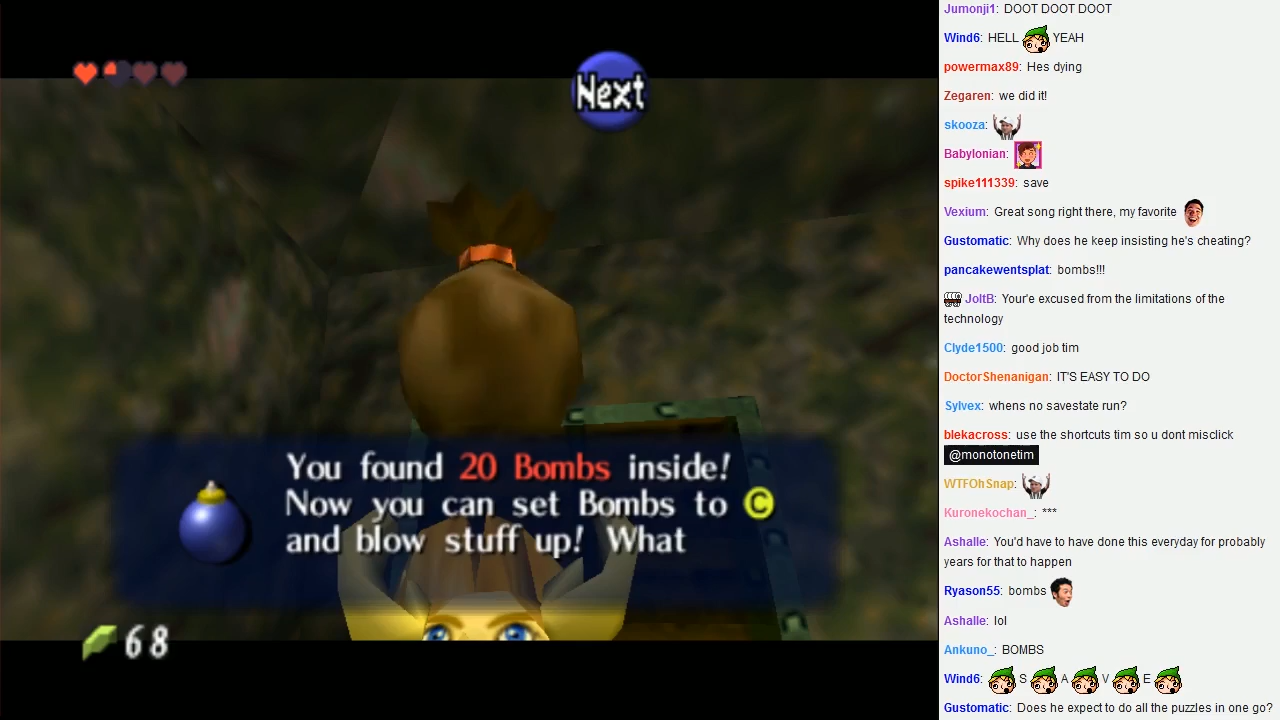 Next
You found 20 Bombs inside!
Now you can set Bombs to C
and blow stuff up! What
68
Jumonji1: DOOT DOOT DOOT
Wind6: HELL YEAH
powermax89: Hes dying
Zegaren: we did it!
skooza:
Babylonian:
spike111339: save
Vexium: Great song right there, my favorite
Gustomatic: Why does he keep insisting he's cheating?
pancakewentsplat: bombs!!!
JoltB: Your'e excused from the limitations of the
technology
Clyde1500: good job tim
DoctorShenanigan: IT'S EASY TO DO
Sylvex: whens no savestate run?
blekacross: use the shortcuts tim so u dont misclick
@monotonetim
WTFOhSnap:
Kuronekochan_: ***
Ashalle: You'd have to have done this everyday for probably
years for that to happen
Ryason55: bombs
Ashalle: lol
Ankuno_: BOMBS
Wind6: S A V E
Gustomatic: Does he expect to do all the puzzles in one go?